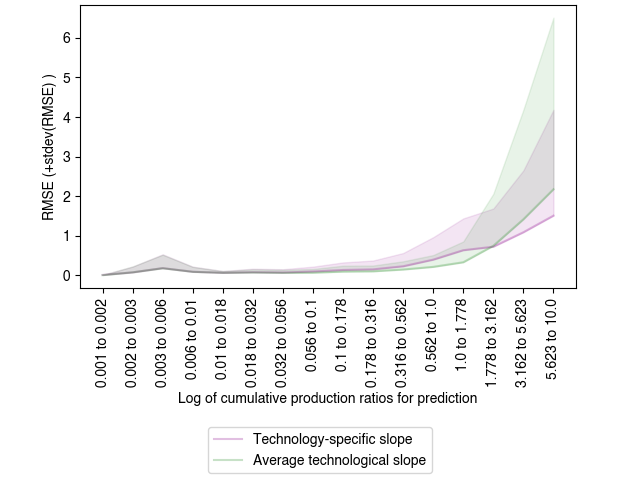 6
5
4
3
2
1
0
RMSE (+stdev(RMSE) )
0.001 to 0.002
0.002 to 0.003
0.003 to 0.006
0.006 to 0.01
0.01 to 0.018
0.018 to 0.032
0.032 to 0.056
0.056 to 0.1
0.1 to 0.178
0.178 to 0.316
0.316 to 0.562
0.562 to 1.0
1.0 to 1.778
1.778 to 3.162
3.162 to 5.623
5.623 to 10.0
Log of cumulative production ratios for prediction
Technology-specific slope
Average technological slope